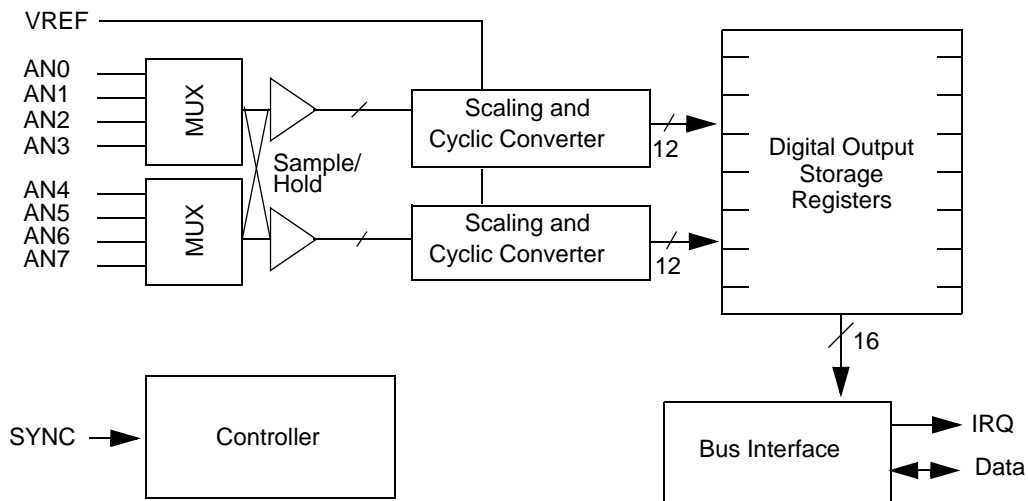 VREF
AN0
AN1
AN2
AN3
MUX
Sample/
Hold
Scaling and
Cyclic Converter
12
AN4
AN5
AN6
AN7
MUX
Scaling and
Cyclic Converter
12
Digital Output
Storage
Registers
16
SYNC
Controller
Bus Interface
IRQ
Data